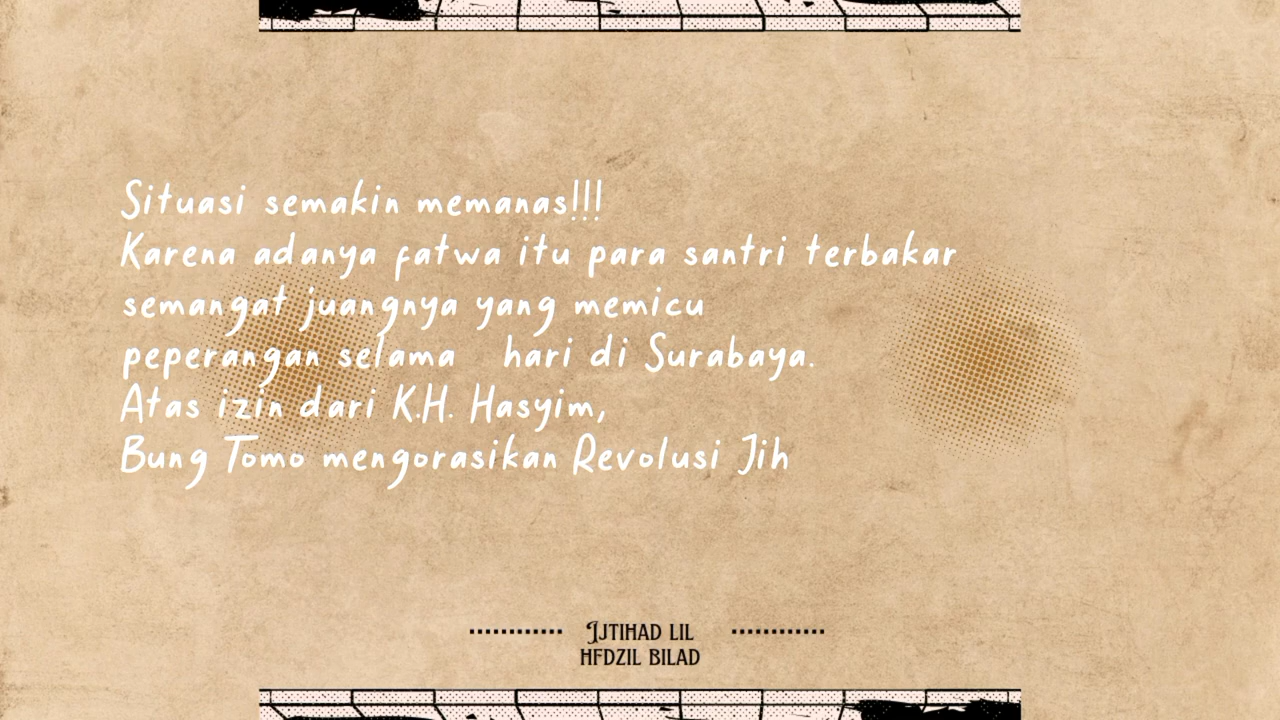 Situasi semakin memanas!!!
Karena adanya fatwa itu para santri terbakar
semangat juangnya yang memicu
peperangan selama hari di Surabaya.
Atas izin dari K.H. Hasyim,
Bung Tomo mengorasikan Revolusi Jih
IJTIHAD LIL
HFDZIL BILAD